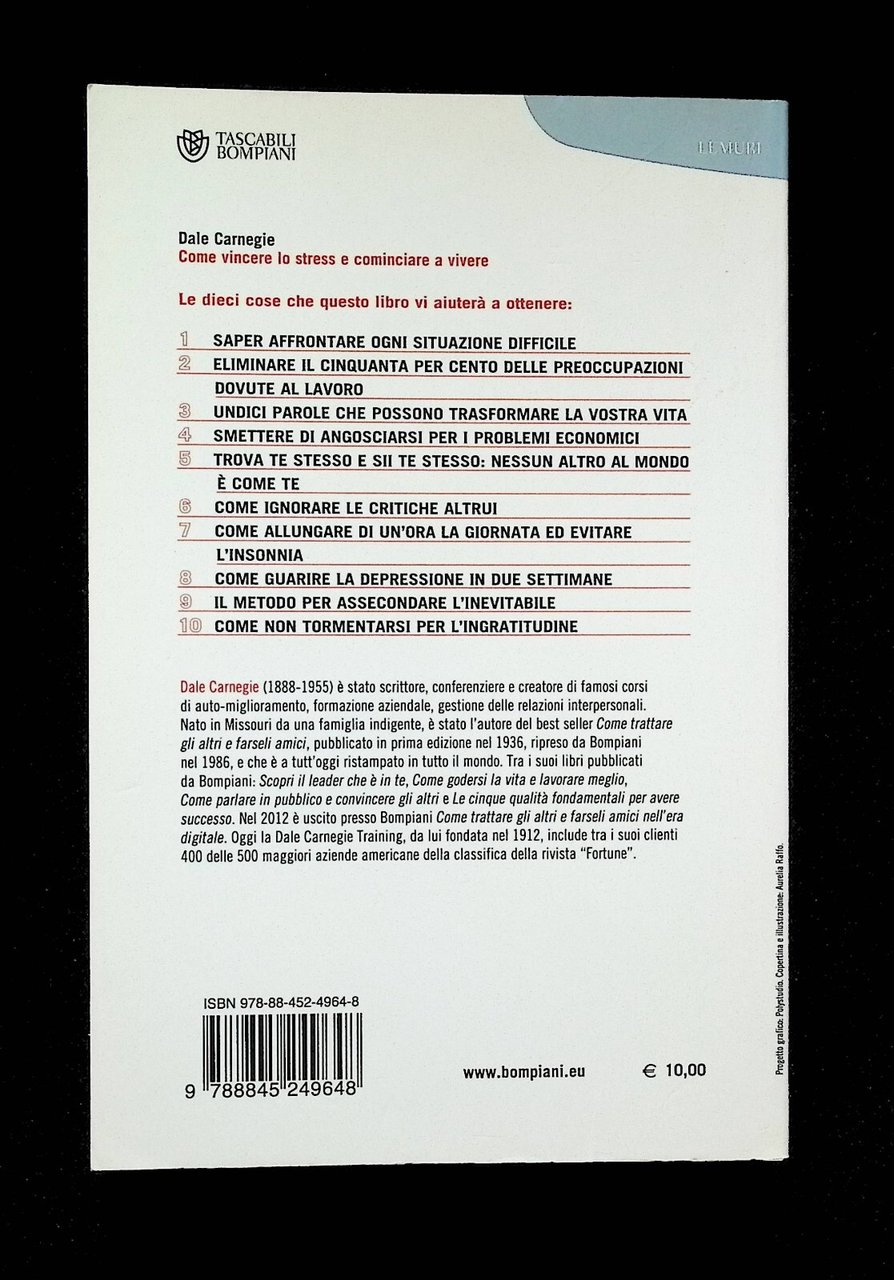 TASCABILI
BOMPIANI
I LEMURI
Dale Carnegie
Come vincere lo stress e cominciare a vivere
Le dieci cose che questo libro vi aiuterà a ottenere:
1 SAPER AFFRONTARE OGNI SITUAZIONE DIFFICILE
2 ELIMINARE IL CINQUANTA PER CENTO DELLE PREOCCUPAZIONI
DOVUTE AL LAVORO
3 UNDICI PAROLE CHE POSSONO TRASFORMARE LA VOSTRA VITA
4 SMETTERE DI ANGOSCIARSI PER I PROBLEMI ECONOMICI
5 TROVA TE STESSO E SII TE STESSO: NESSUN ALTRO AL MONDO
È COME TE
6 COME IGNORARE LE CRITICHE ALTRUI
7 COME ALLUNGARE DI UN'ORA LA GIORNATA ED EVITARE
L'INSONNIA
8 COME GUARIRE LA DEPRESSIONE IN DUE SETTIMANE
9 IL METODO PER ASSECONDARE L'INEVITABILE
10 COME NON TORMENTARSI PER L'INGRATITUDINE
Dale Carnegie (1888-1955) è stato scrittore, conferenziere e creatore di famosi corsi
di auto-miglioramento, formazione aziendale, gestione delle relazioni interpersonali.
Nato in Missouri da una famiglia indigente, è stato l'autore del best seller Come trattare
gli altri e farseli amici, pubblicato in prima edizione nel 1936, ripreso da Bompiani
nel 1986, e che è a tutt'oggi ristampato in tutto il mondo. Tra i suoi libri pubblicati
da Bompiani: Scopri il leader che è in te, Come godersi la vita e lavorare meglio,
Come parlare in pubblico e convincere gli altri e Le cinque qualità fondamentali per avere
successo. Nel 2012 è uscito presso Bompiani Come trattare gli altri e farseli amici nell'era
digitale. Oggi la Dale Carnegie Training, da lui fondata nel 1912, include tra i suoi clienti
400 delle 500 maggiori aziende americane della classifica della rivista “Fortune”.
Progetto grafico: Polystudio. Copertina e illustrazione: Aurelia Raffo.
ISBN 978-88-452-4964-8
9 788845 249648
www.bompiani.eu
€ 10,00